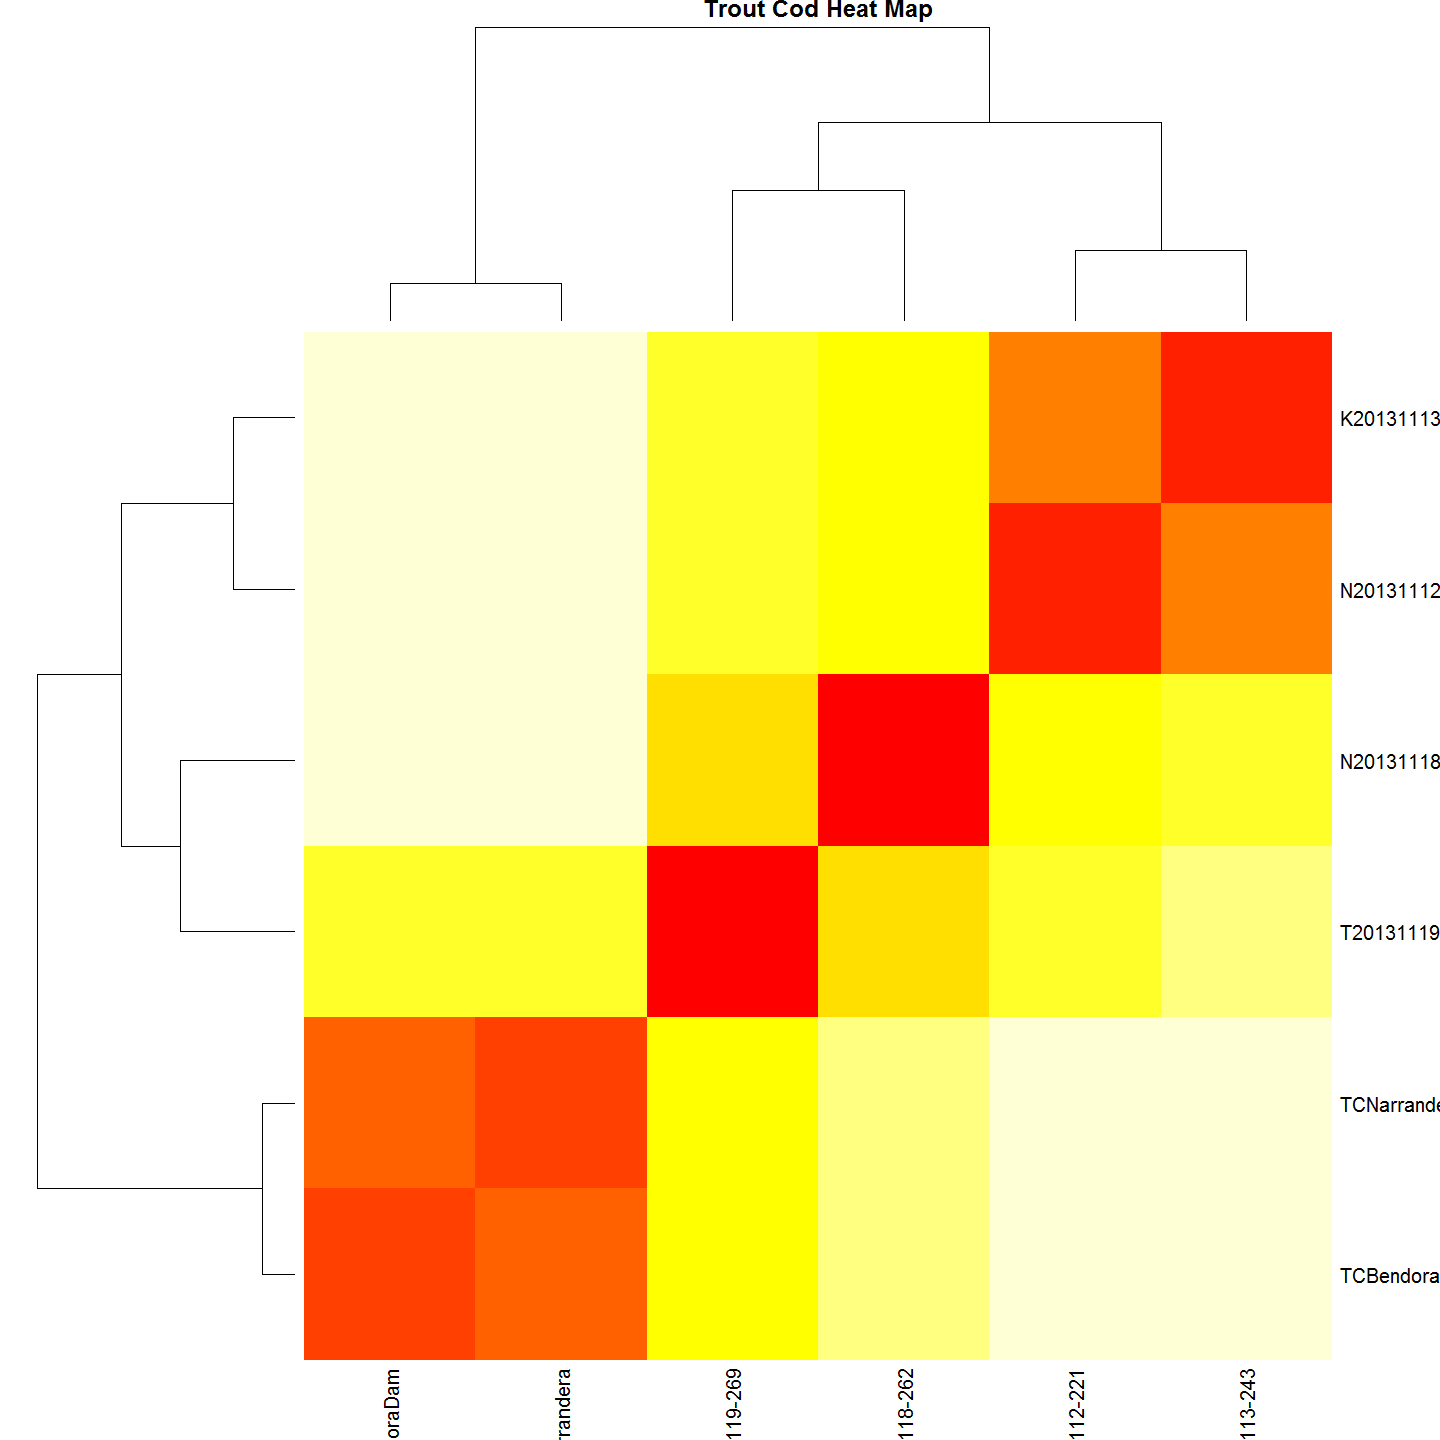 Trout Cod Heat Map
K20131113
N20131112
N20131118
T20131119
TCNarrande
TCBendora
oraDam
rrandera
119-269
118-262
112-221
113-243